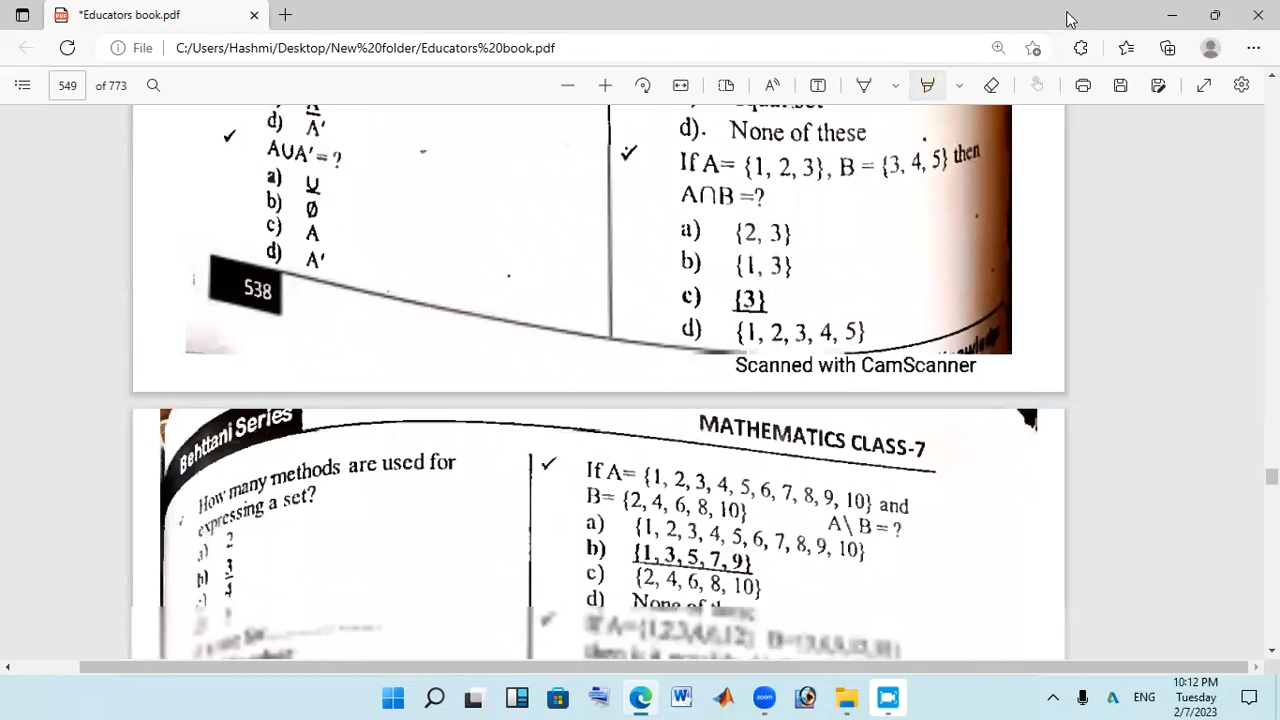 *Educators book.pdf
File
C:/Users/Hashmi/Desktop/New%20folder/Educators%20book.pdf
549 of 773
d) A'
AUA' = ?
a) U
b) Ø
c) A
d) A'
538
d). None of these
If A= {1, 2, 3}, B = {3, 4, 5} then
A∩B =?
a) {2, 3}
b) {1, 3}
c) {3}
d) {1, 2, 3, 4, 5}
Scanned with CamScanner
Behttani Series
MATHEMATICS CLASS-7
How many methods are used for
expressing a set?
a) 2
b) 3
4
If A= {1, 2, 3, 4, 5, 6, 7, 8, 9, 10} and
B= {2, 4, 6, 8, 10}
A\ B = ?
a) {1, 2, 3, 4, 5, 6, 7, 8, 9, 10}
b) {1, 3, 5, 7, 9}
c) {2, 4, 6, 8, 10}
d) None of
10:12 PM
ENG
Tuesday
2/7/2023